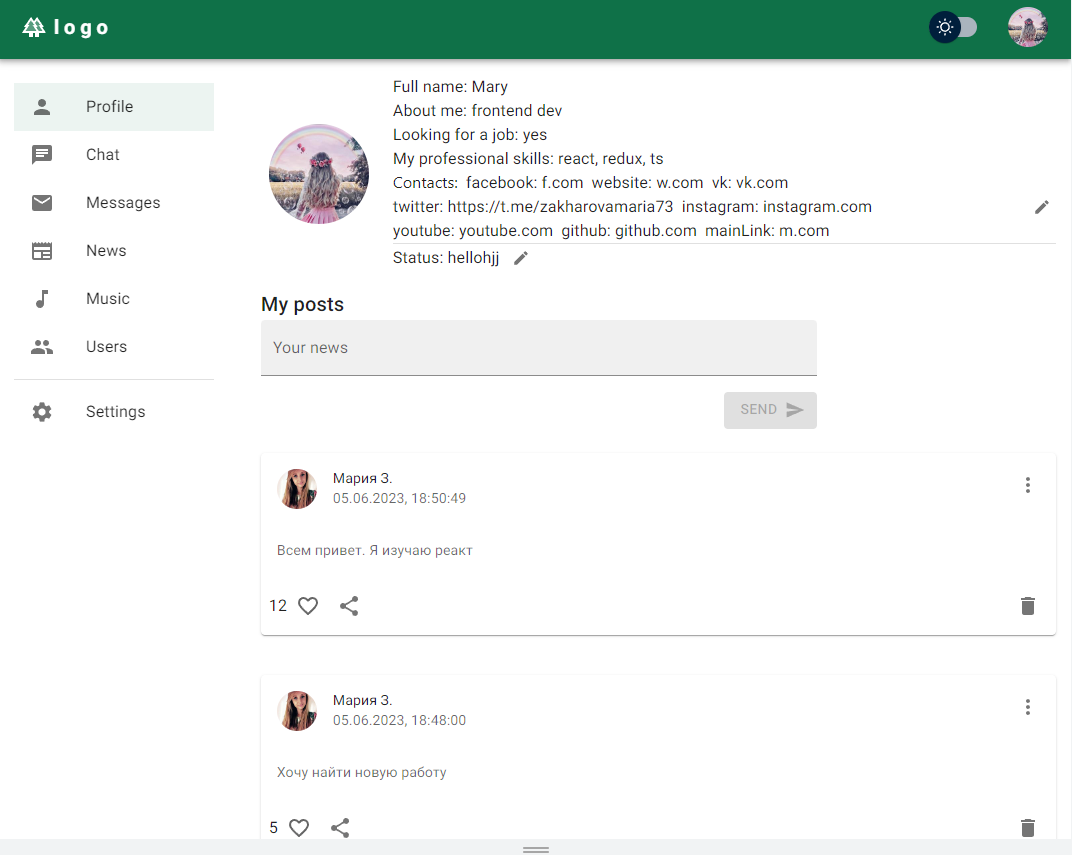 logo
Profile
Chat
Messages
News
Music
Users
Settings
Full name: Mary
About me: frontend dev
Looking for a job: yes
My professional skills: react, redux, ts
Contacts: facebook: f.com website: w.com vk: vk.com
twitter: https://t.me/zakharovamaria73 instagram: instagram.com
youtube: youtube.com github: github.com mainLink: m.com
Status: hellohjj
My posts
Your news
SEND
Мария З.
05.06.2023, 18:50:49
Всем привет. Я изучаю реакт
12
Мария З.
05.06.2023, 18:48:00
Хочу найти новую работу
5